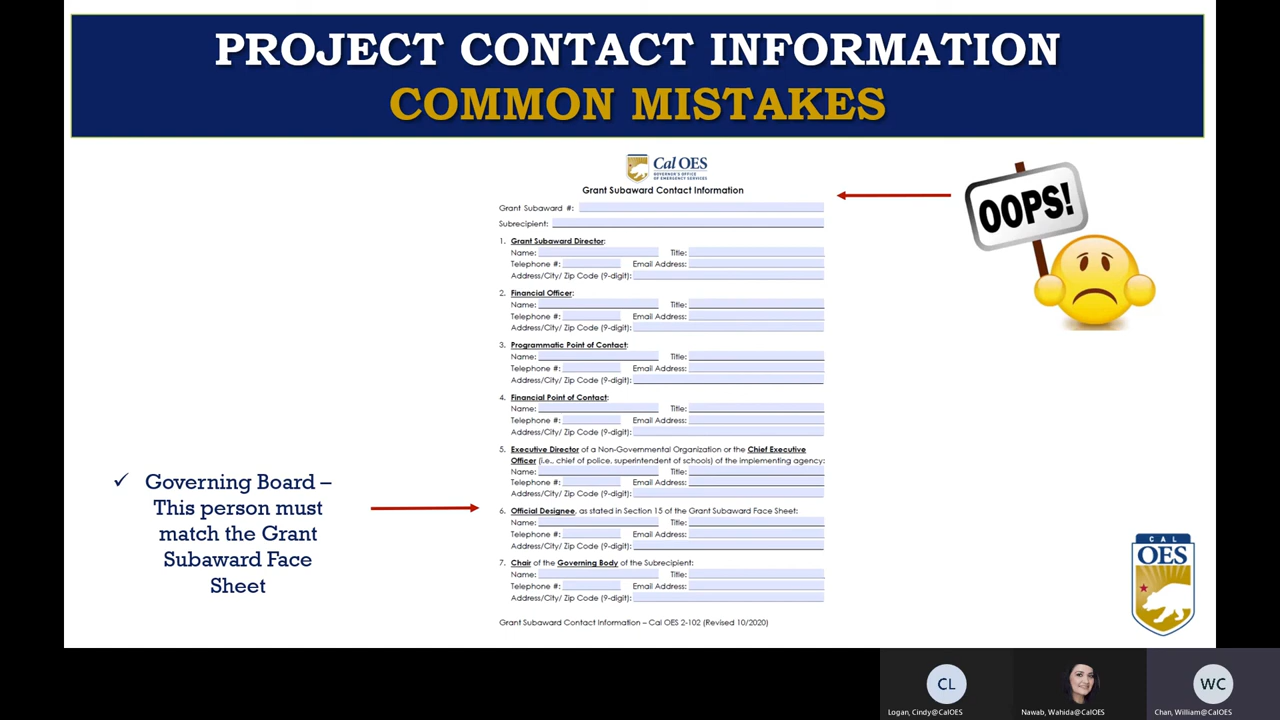 PROJECT CONTACT INFORMATION
COMMON MISTAKES
Cal OES
GOVERNOR'S OFFICE
OF EMERGENCY SERVICES
Grant Subaward Contact Information
Grant Subaward #:
Subrecipient:
1. Grant Subaward Director:
Name: Title:
Telephone #: Email Address:
Address/City/ Zip Code (9-digit):
2. Financial Officer:
Name: Title:
Telephone #: Email Address:
Address/City/ Zip Code (9-digit):
3. Programmatic Point of Contact:
Name: Title:
Telephone #: Email Address:
Address/City/ Zip Code (9-digit):
4. Financial Point of Contact:
Name: Title:
Telephone #: Email Address:
Address/City/ Zip Code (9-digit):
5. Executive Director of a Non-Governmental Organization or the Chief Executive
Officer (i.e., chief of police, superintendent of schools) of the implementing agency:
Name: Title:
Telephone #: Email Address:
Address/City/ Zip Code (9-digit):
6. Official Designee, as stated in Section 15 of the Grant Subaward Face Sheet:
Name: Title:
Telephone #: Email Address:
Address/City/ Zip Code (9-digit):
7. Chair of the Governing Body of the Subrecipient:
Name: Title:
Telephone #: Email Address:
Address/City/ Zip Code (9-digit):
Grant Subaward Contact Information – Cal OES 2-102 (Revised 10/2020)
OOPS!
✓ Governing Board –
This person must
match the Grant
Subaward Face
Sheet
CAL
OES
CL
WC
Logan, Cindy@CalOES
Nawab, Wahida@CalOES
Chan, William@CalOES